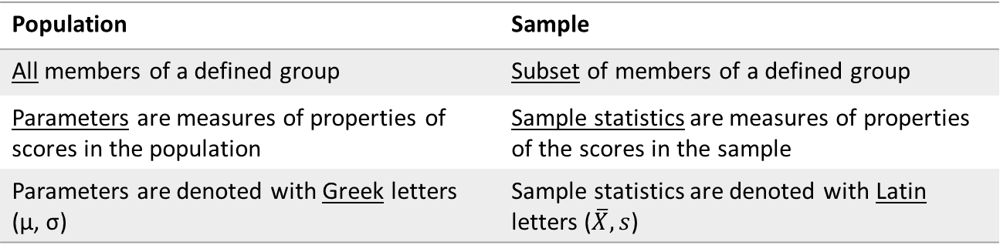 Population
Sample
All members of a defined group
Subset of members of a defined group
Parameters are measures of properties of
scores in the population
Sample statistics are measures of properties
of the scores in the sample
Parameters are denoted with Greek letters
(μ, σ)
Sample statistics are denoted with Latin
letters (X̄, s)